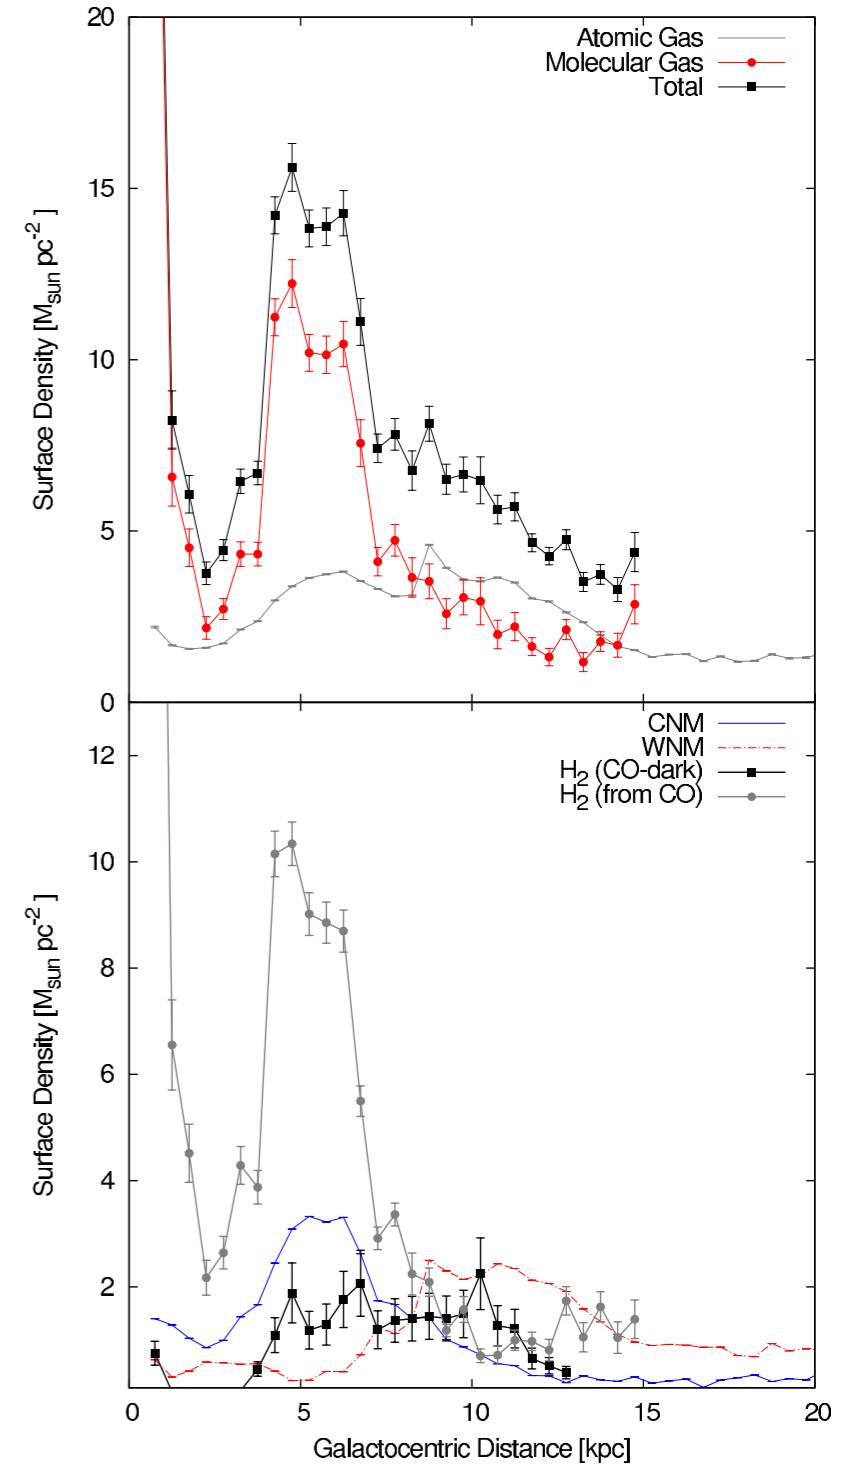 20
15
10
5
0
Surface Density [M_sun pc^-2 ]
Atomic Gas
Molecular Gas
Total
12
10
8
6
4
2
Surface Density [M_sun pc^-2 ]
CNM
WNM
H_2 (CO-dark)
H_2 (from CO)
0 5 10 15 20
Galactocentric Distance [kpc]